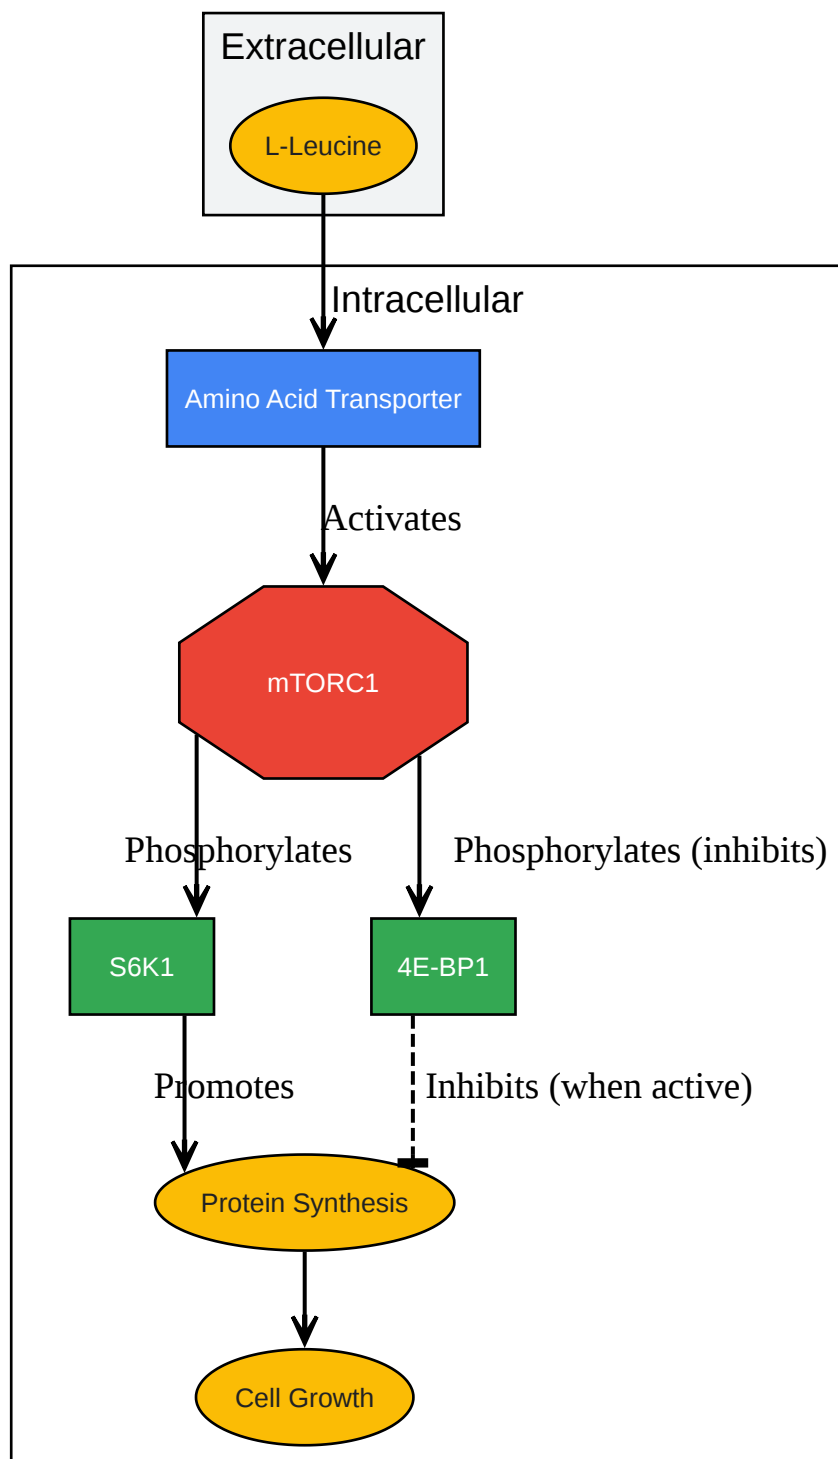 Extracellular
L-Leucine
Intracellular
Amino Acid Transporter
Activates
mTORC1
Phosphorylates
Phosphorylates (inhibits)
S6K1
4E-BP1
Promotes
Inhibits (when active)
Protein Synthesis
Cell Growth